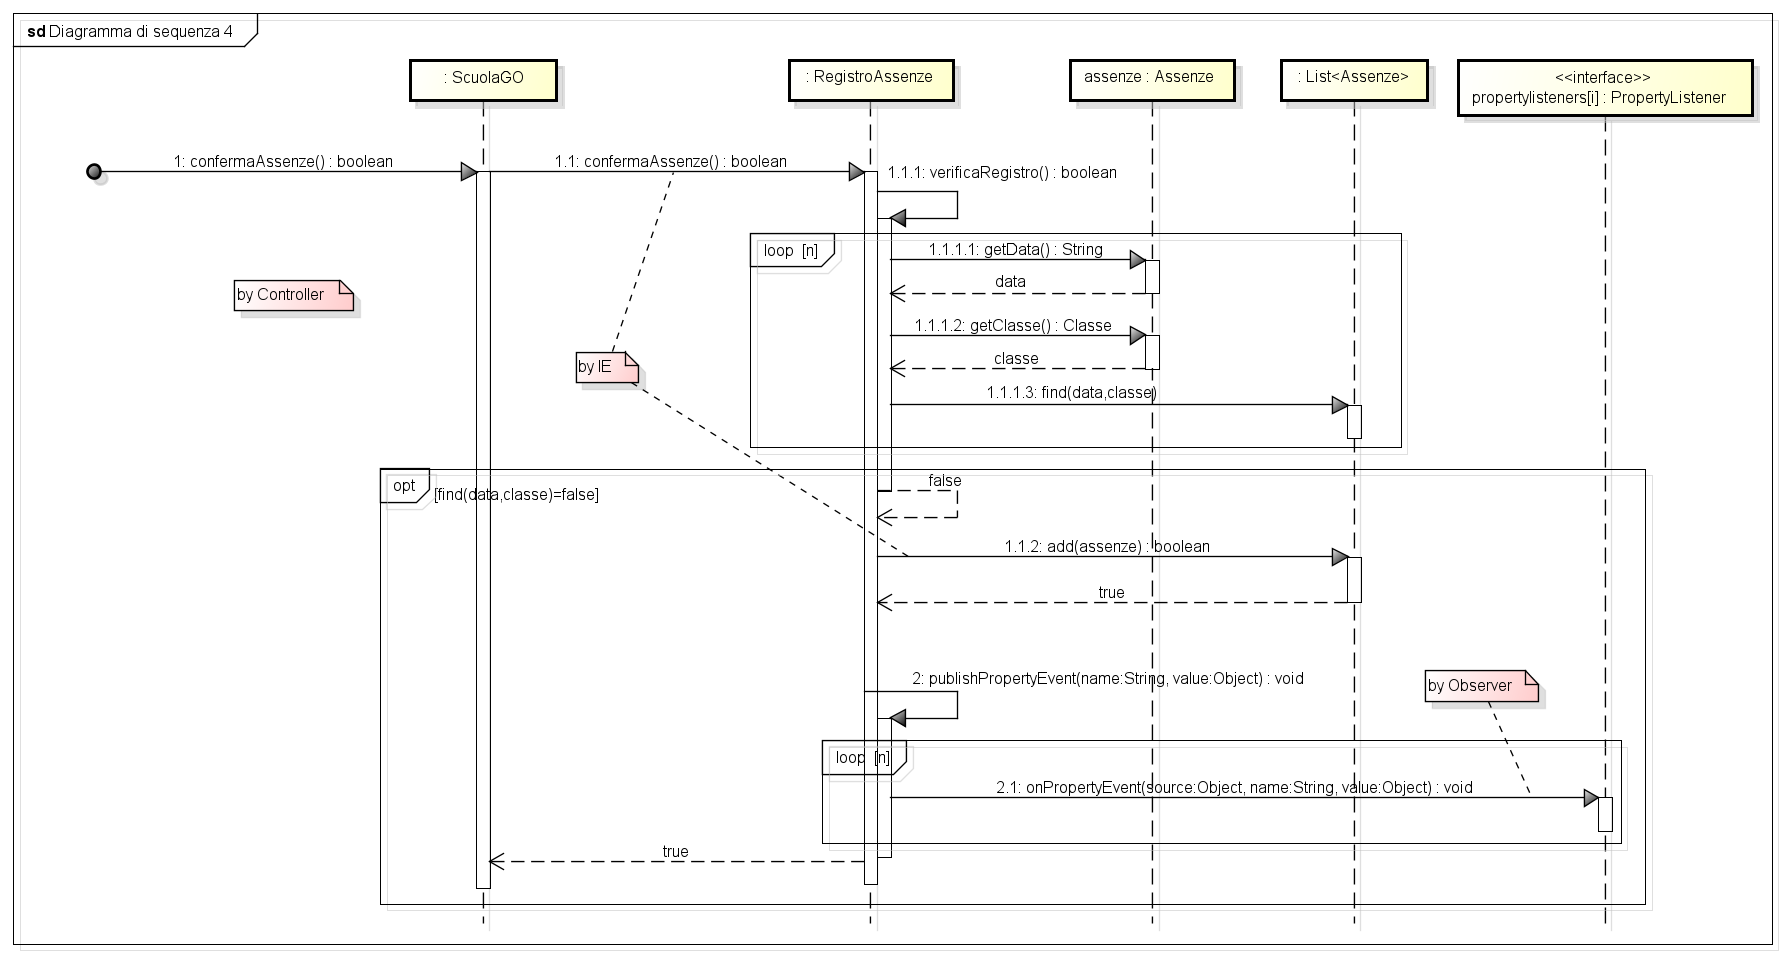 sd Diagramma di sequenza 4
: ScuolaGO
: RegistroAssenze
assenze : Assenze
: List<Assenze>
<<interface>>
propertylisteners[i] : PropertyListener
1: confermaAssenze() : boolean
1.1: confermaAssenze() : boolean
1.1.1: verificaRegistro() : boolean
loop [n]
1.1.1.1: getData() : String
data
by Controller
1.1.1.2: getClasse() : Classe
classe
by IE
1.1.1.3: find(data,classe)
opt
[find(data,classe)=false]
false
1.1.2: add(assenze) : boolean
true
2: publishPropertyEvent(name:String, value:Object) : void
by Observer
loop [n]
2.1: onPropertyEvent(source:Object, name:String, value:Object) : void
true